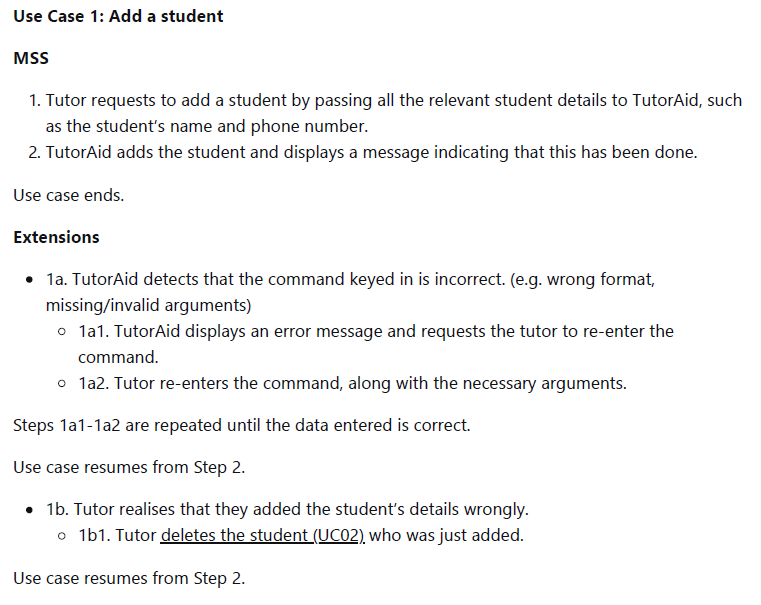 Use Case 1: Add a student
MSS
1. Tutor requests to add a student by passing all the relevant student details to TutorAid, such
as the student’s name and phone number.
2. TutorAid adds the student and displays a message indicating that this has been done.
Use case ends.
Extensions
• 1a. TutorAid detects that the command keyed in is incorrect. (e.g. wrong format,
missing/invalid arguments)
◦ 1a1. TutorAid displays an error message and requests the tutor to re-enter the
command.
◦ 1a2. Tutor re-enters the command, along with the necessary arguments.
Steps 1a1-1a2 are repeated until the data entered is correct.
Use case resumes from Step 2.
• 1b. Tutor realises that they added the student’s details wrongly.
◦ 1b1. Tutor deletes the student (UC02) who was just added.
Use case resumes from Step 2.